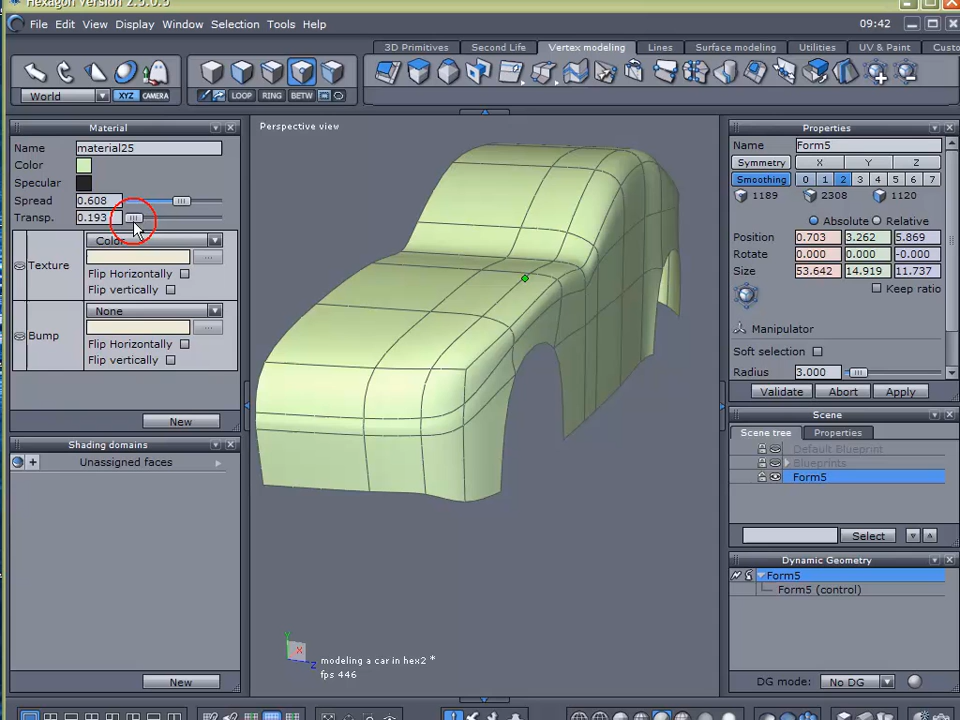 Hexagon Version 2.5.0.5
File Edit View Display Window Selection Tools Help
09:42
3D Primitives Second Life Vertex modeling Lines Surface modeling Utilities UV & Paint Custo
World XYZ CAMERA
LOOP RING BETW
Material
Name material25
Color
Specular
Spread 0.608
Transp. 0.193
Color
Texture
Flip Horizontally
Flip vertically
None
Bump
Flip Horizontally
Flip vertically
New
Shading domains
Unassigned faces
New
Perspective view
Y
X
Z
modeling a car in hex2 *
fps 446
Properties
Name Form5
Symmetry X Y Z
Smoothing 0 1 2 3 4 5 6 7
1189 2308 1120
Absolute Relative
Position 0.703 3.262 5.869
Rotate 0.000 0.000 -0.000
Size 53.642 14.919 11.737
Keep ratio
Manipulator
Soft selection
Radius 3.000
Validate Abort Apply
Scene
Scene tree Properties
Default Blueprint
Blueprints
Form5
Select
Dynamic Geometry
Form5
Form5 (control)
DG mode: No DG